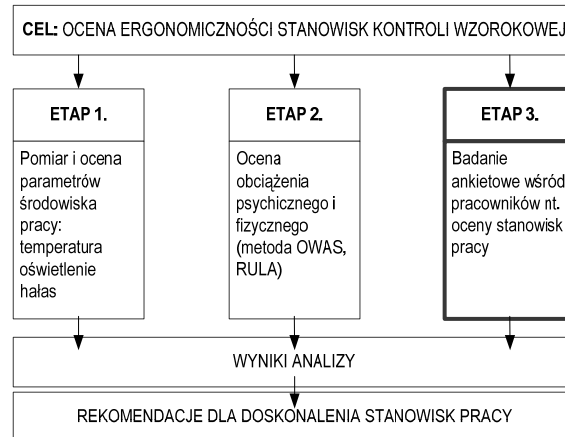 CEL: OCENA ERGONOMICZNOŚCI STANOWISK KONTROLI WZOROKOWEJ
ETAP 1.
Pomiar i ocena
parametrów
środowiska
pracy:
temperatura
oświetlenie
hałas
ETAP 2.
Ocena
obciążenia
psychicznego i
fizycznego
(metoda OWAS,
RULA)
ETAP 3.
Badanie
ankietowe wśród
pracowników nt.
oceny stanowisk
pracy
WYNIKI ANALIZY
REKOMENDACJE DLA DOSKONALENIA STANOWISK PRACY